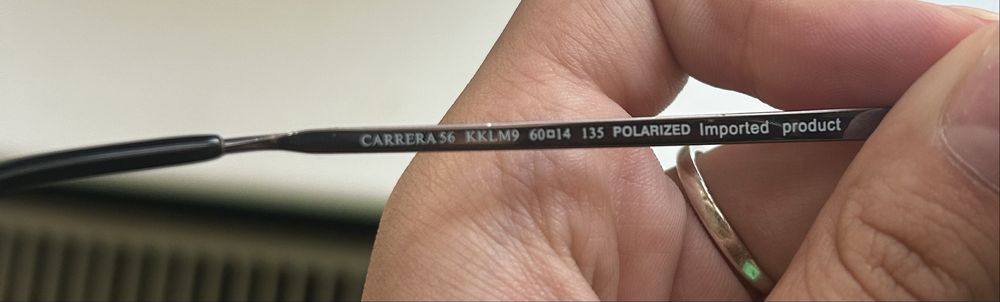 CARRERA 56 KKLM9 60□14 135 POLARIZED Imported product